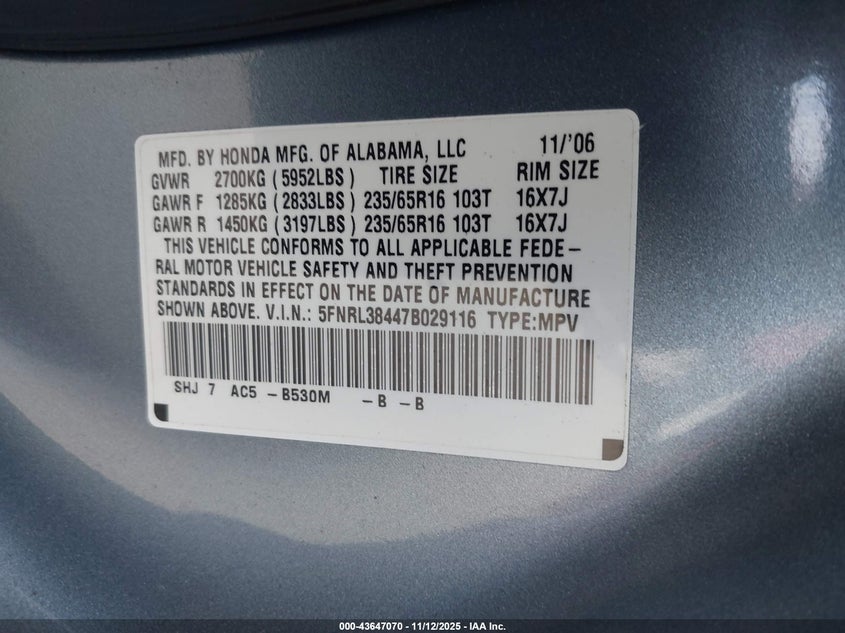 MFD. BY HONDA MFG. OF ALABAMA, LLC 11/'06
GVWR 2700KG (5952LBS) TIRE SIZE RIM SIZE
GAWR F 1285KG (2833LBS) 235/65R16 103T 16X7J
GAWR R 1450KG (3197LBS) 235/65R16 103T 16X7J
THIS VEHICLE CONFORMS TO ALL APPLICABLE FEDE-
RAL MOTOR VEHICLE SAFETY AND THEFT PREVENTION
STANDARDS IN EFFECT ON THE DATE OF MANUFACTURE
SHOWN ABOVE. V.I.N.: 5FNRL38447B029116 TYPE:MPV
SHJ 7 AC5 -B530M -B -B
000-43647070 - 11/12/2025 - IAA Inc.